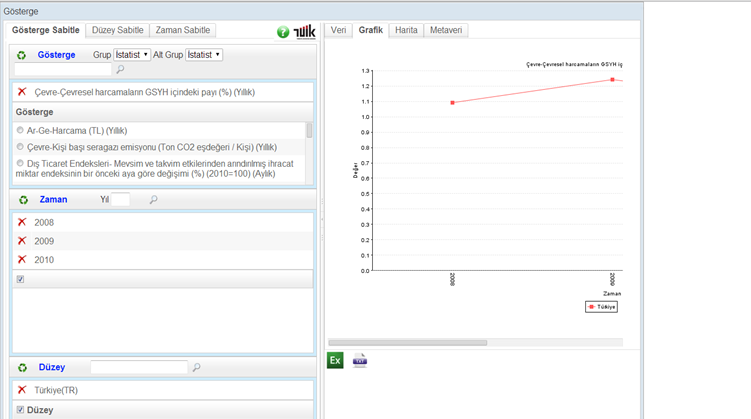 Gösterge
Gösterge Sabitle Düzey Sabitle Zaman Sabitle
? TÜİK
Gösterge Grup İstatist Alt Grup İstatist
Çevre-Çevresel harcamaların GSYH içindeki payı (%) (Yıllık)
Gösterge
Ar-Ge-Harcama (TL) (Yıllık)
Çevre-Kişi başı seragazı emisyonu (Ton CO2 eşdeğeri / Kişi) (Yıllık)
Dış Ticaret Endeksleri- Mevsim ve takvim etkilerinden arındırılmış ihracat
miktar endeksinin bir önceki aya göre değişimi (%) (2010=100) (Aylık)
Zaman Yıl
2008
2009
2010
Düzey
Türkiye(TR)
Düzey
Veri Grafik Harita Metaveri
Çevre-Çevresel harcamaların GSYH iç
1.3
1.2
1.1
1.0
0.9
0.8
0.7
0.6
0.5
0.4
0.3
0.2
0.1
0.0
Değer
2008 2009
Zaman
Türkiye
Ex TXT